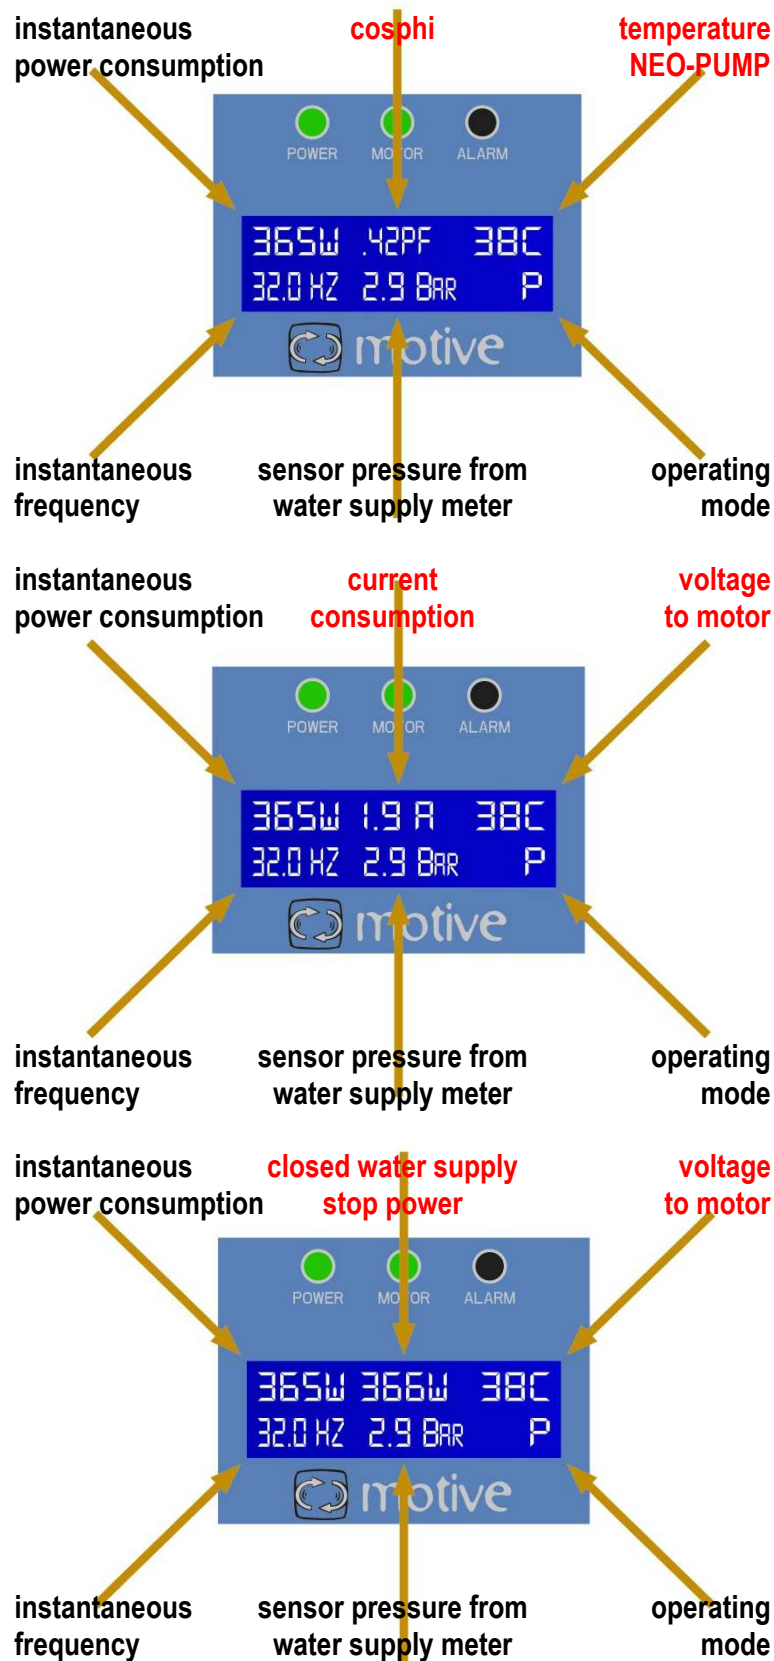 instantaneous cosphi temperature
power consumption NEO-PUMP
POWER MOTOR ALARM
365W .42PF 38C
32.0 HZ 2.9 BAR P
motive
instantaneous sensor pressure from operating
frequency water supply meter mode
instantaneous current voltage
power consumption consumption to motor
POWER MOTOR ALARM
365W 1.9 A 38C
32.0 HZ 2.9 BAR P
motive
instantaneous sensor pressure from operating
frequency water supply meter mode
instantaneous closed water supply voltage
power consumption stop power to motor
POWER MOTOR ALARM
365W 366W 38C
32.0 HZ 2.9 BAR P
motive
instantaneous sensor pressure from operating
frequency water supply meter mode